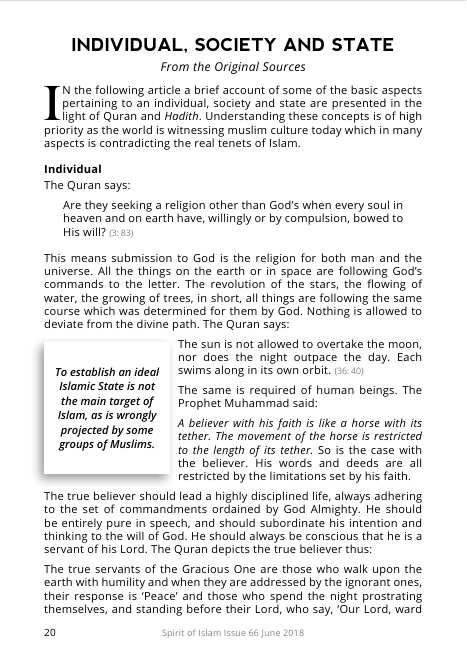 INDIVIDUAL, SOCIETY AND STATE
From the Original Sources
IN the following article a brief account of some of the basic aspects
pertaining to an individual, society and state are presented in the
light of Quran and Hadith. Understanding these concepts is of high
priority as the world is witnessing muslim culture today which in many
aspects is contradicting the real tenets of Islam.
Individual
The Quran says:
Are they seeking a religion other than God’s when every soul in
heaven and on earth have, willingly or by compulsion, bowed to
His will? (3: 83)
This means submission to God is the religion for both man and the
universe. All the things on the earth or in space are following God’s
commands to the letter. The revolution of the stars, the flowing of
water, the growing of trees, in short, all things are following the same
course which was determined for them by God. Nothing is allowed to
deviate from the divine path. The Quran says:
To establish an ideal
Islamic State is not
the main target of
Islam, as is wrongly
projected by some
groups of Muslims.
The sun is not allowed to overtake the moon,
nor does the night outpace the day. Each
swims along in its own orbit. (36: 40)
The same is required of human beings. The
Prophet Muhammad said:
A believer with his faith is like a horse with its
tether. The movement of the horse is restricted
to the length of its tether. So is the case with
the believer. His words and deeds are all
restricted by the limitations set by his faith.
The true believer should lead a highly disciplined life, always adhering
to the set of commandments ordained by God Almighty. He should
be entirely pure in speech, and should subordinate his intention and
thinking to the will of God. He should always be conscious that he is a
servant of his Lord. The Quran depicts the true believer thus:
The true servants of the Gracious One are those who walk upon the
earth with humility and when they are addressed by the ignorant ones,
their response is ‘Peace’ and those who spend the night prostrating
themselves, and standing before their Lord, who say, ‘Our Lord, ward
20
Spirit of Islam Issue 66 June 2018